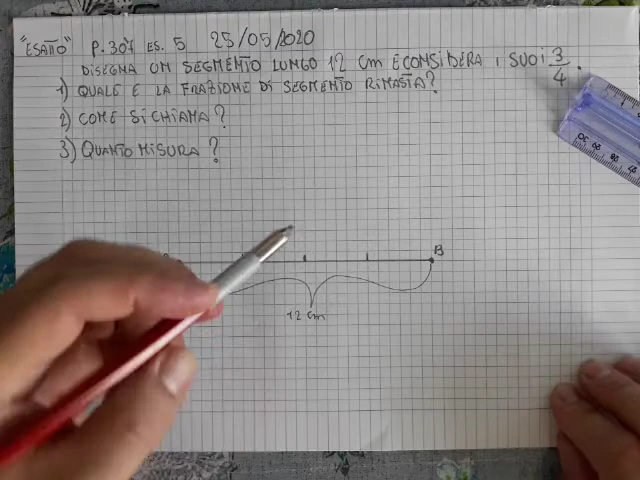 "ESATTO" P. 307 ES. 5 25/05/2020
DISEGNA UN SEGMENTO LUNGO 12 cm E CONSIDERA I SUOI 3/4.
1) QUALE E LA FRAZIONE DI SEGMENTO RIMASTA?
2) COME SI CHIAMA?
3) QUANTO MISURA?
B
12 cm